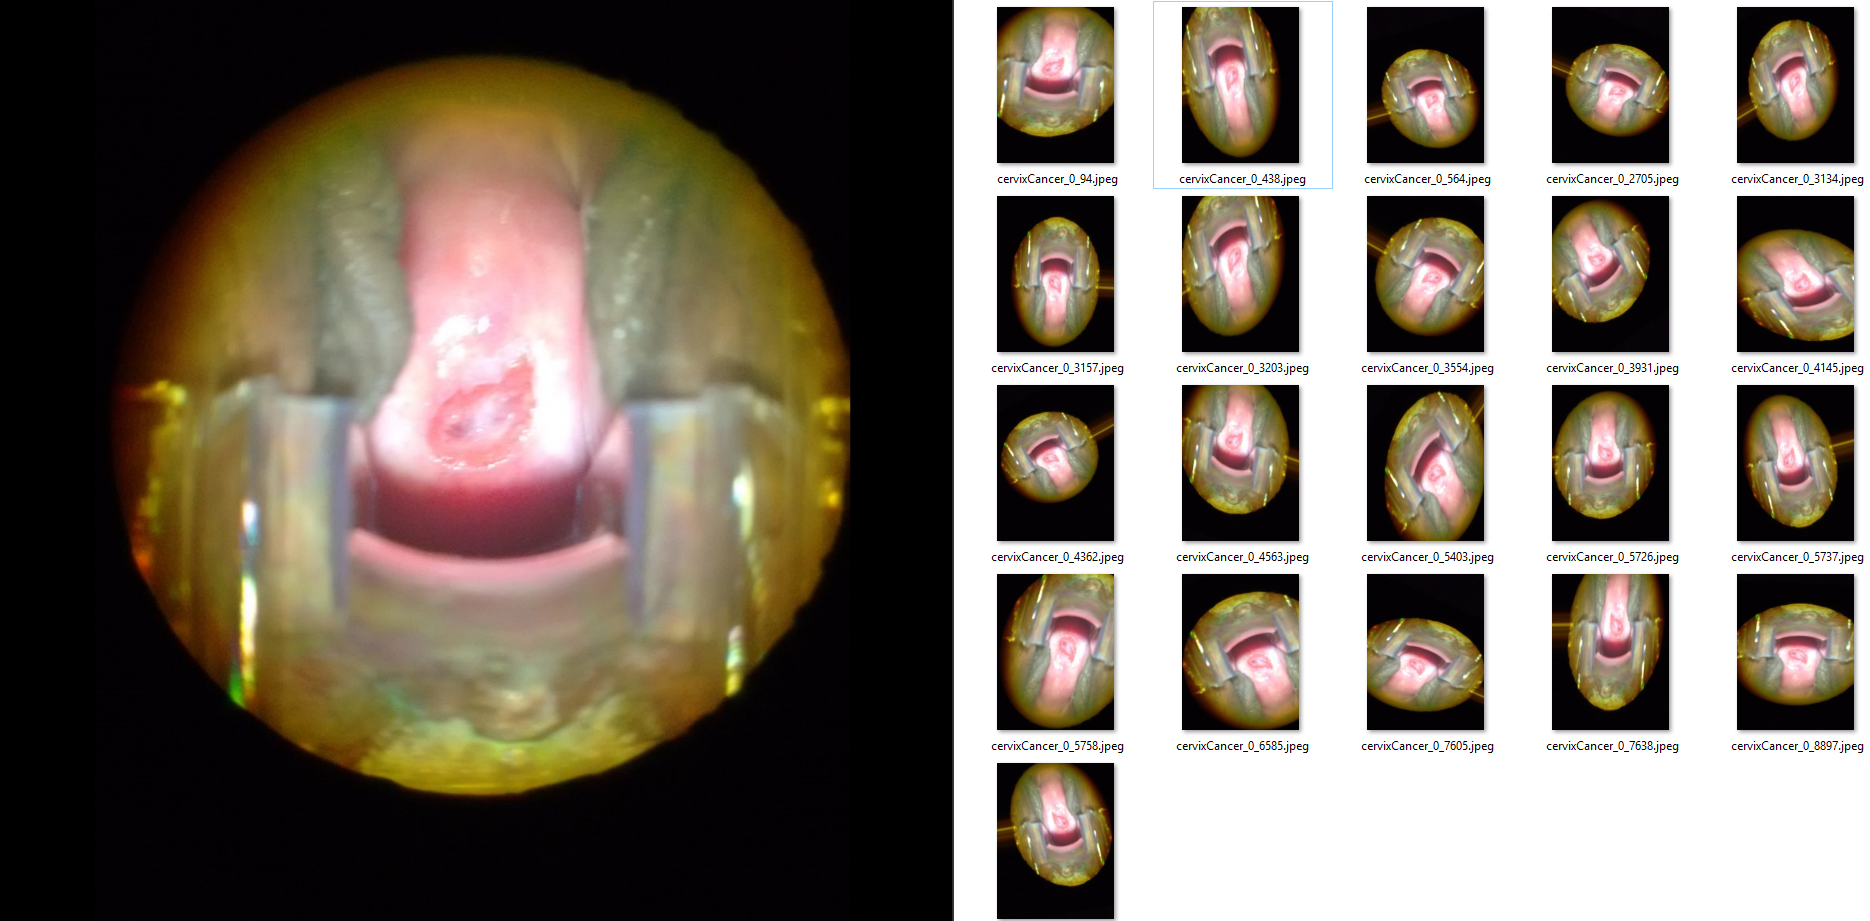 cervixCancer_0_94.jpeg
cervixCancer_0_438.jpeg
cervixCancer_0_564.jpeg
cervixCancer_0_2705.jpeg
cervixCancer_0_3134.jpeg
cervixCancer_0_3157.jpeg
cervixCancer_0_3203.jpeg
cervixCancer_0_3554.jpeg
cervixCancer_0_3931.jpeg
cervixCancer_0_4145.jpeg
cervixCancer_0_4362.jpeg
cervixCancer_0_4563.jpeg
cervixCancer_0_5403.jpeg
cervixCancer_0_5726.jpeg
cervixCancer_0_5737.jpeg
cervixCancer_0_5758.jpeg
cervixCancer_0_6585.jpeg
cervixCancer_0_7605.jpeg
cervixCancer_0_7638.jpeg
cervixCancer_0_8897.jpeg